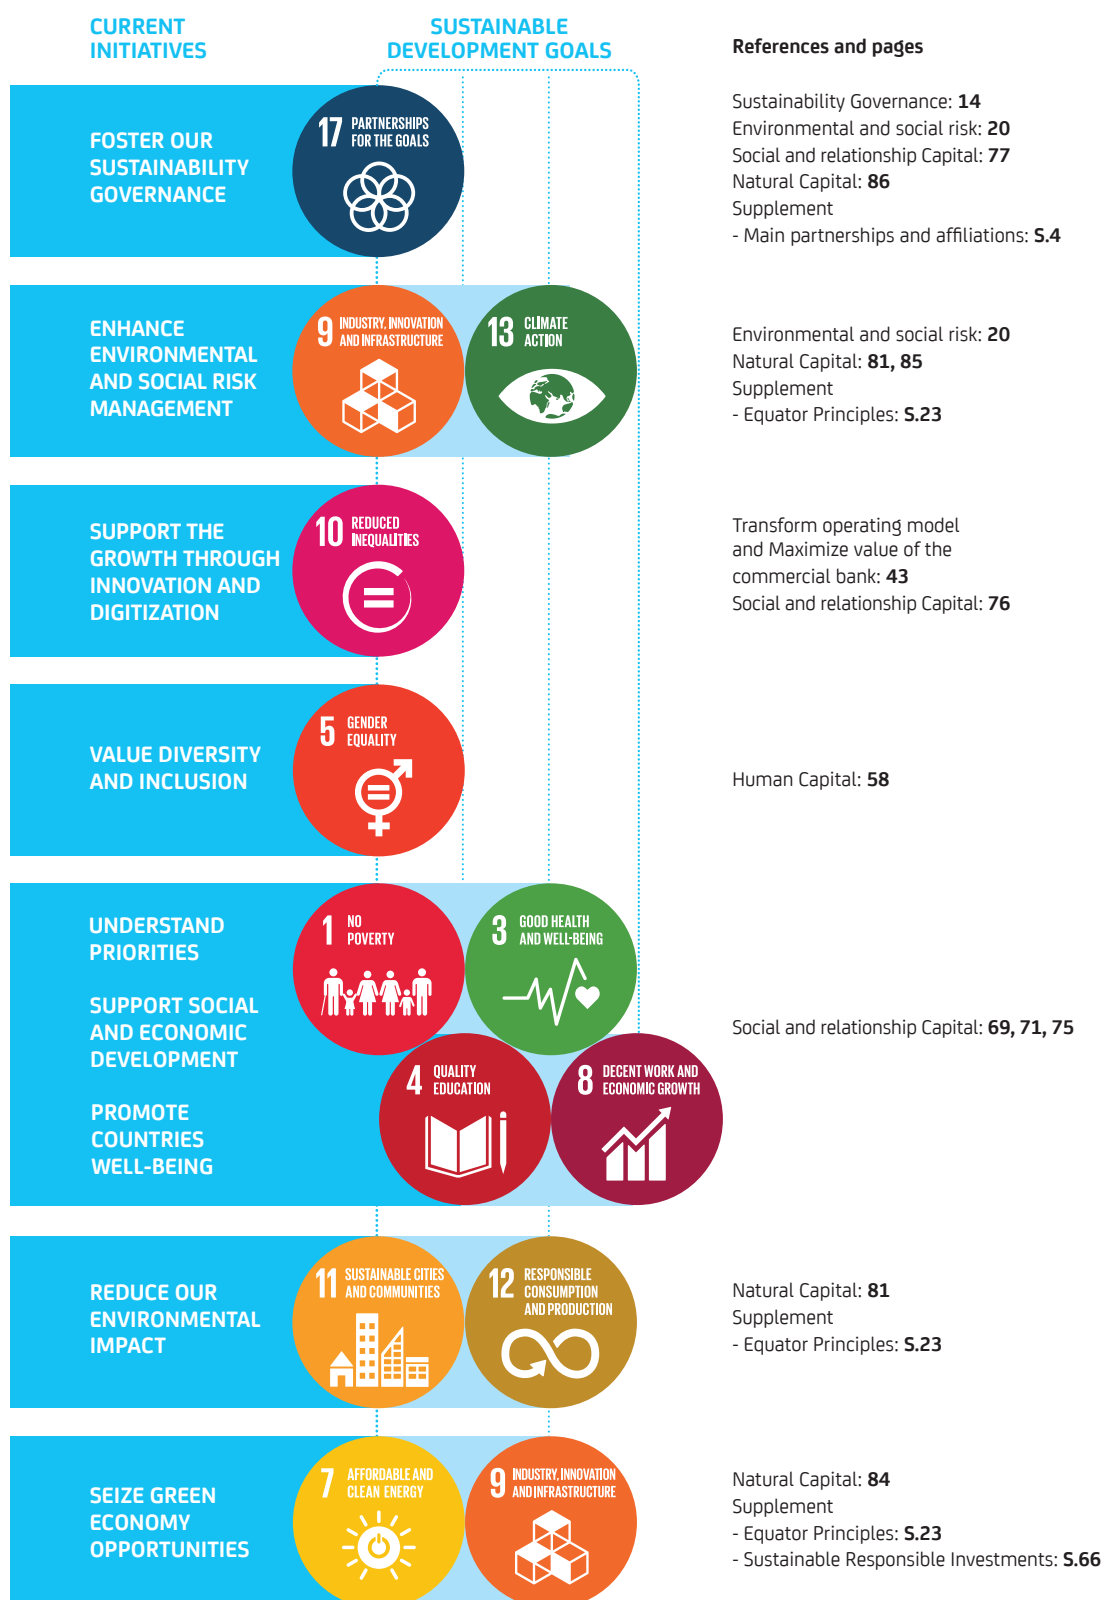 CURRENT
INITIATIVES
SUSTAINABLE
DEVELOPMENT GOALS
References and pages
FOSTER OUR
SUSTAINABILITY
GOVERNANCE
17 PARTNERSHIPS
FOR THE GOALS
Sustainability Governance: 14
Environmental and social risk: 20
Social and relationship Capital: 77
Natural Capital: 86
Supplement
- Main partnerships and affiliations: S.4
ENHANCE
ENVIRONMENTAL
AND SOCIAL RISK
MANAGEMENT
9 INDUSTRY, INNOVATION
AND INFRASTRUCTURE
13 CLIMATE
ACTION
Environmental and social risk: 20
Natural Capital: 81, 85
Supplement
- Equator Principles: S.23
SUPPORT THE
GROWTH THROUGH
INNOVATION AND
DIGITIZATION
10 REDUCED
INEQUALITIES
Transform operating model
and Maximize value of the
commercial bank: 43
Social and relationship Capital: 76
VALUE DIVERSITY
AND INCLUSION
5 GENDER
EQUALITY
Human Capital: 58
UNDERSTAND
PRIORITIES
SUPPORT SOCIAL
AND ECONOMIC
DEVELOPMENT
PROMOTE
COUNTRIES
WELL-BEING
1 NO
POVERTY
3 GOOD HEALTH
AND WELL-BEING
4 QUALITY
EDUCATION
8 DECENT WORK AND
ECONOMIC GROWTH
Social and relationship Capital: 69, 71, 75
REDUCE OUR
ENVIRONMENTAL
IMPACT
11 SUSTAINABLE CITIES
AND COMMUNITIES
12 RESPONSIBLE
CONSUMPTION
AND PRODUCTION
Natural Capital: 81
Supplement
- Equator Principles: S.23
SEIZE GREEN
ECONOMY
OPPORTUNITIES
7 AFFORDABLE AND
CLEAN ENERGY
9 INDUSTRY, INNOVATION
AND INFRASTRUCTURE
Natural Capital: 84
Supplement
- Equator Principles: S.23
- Sustainable Responsible Investments: S.66